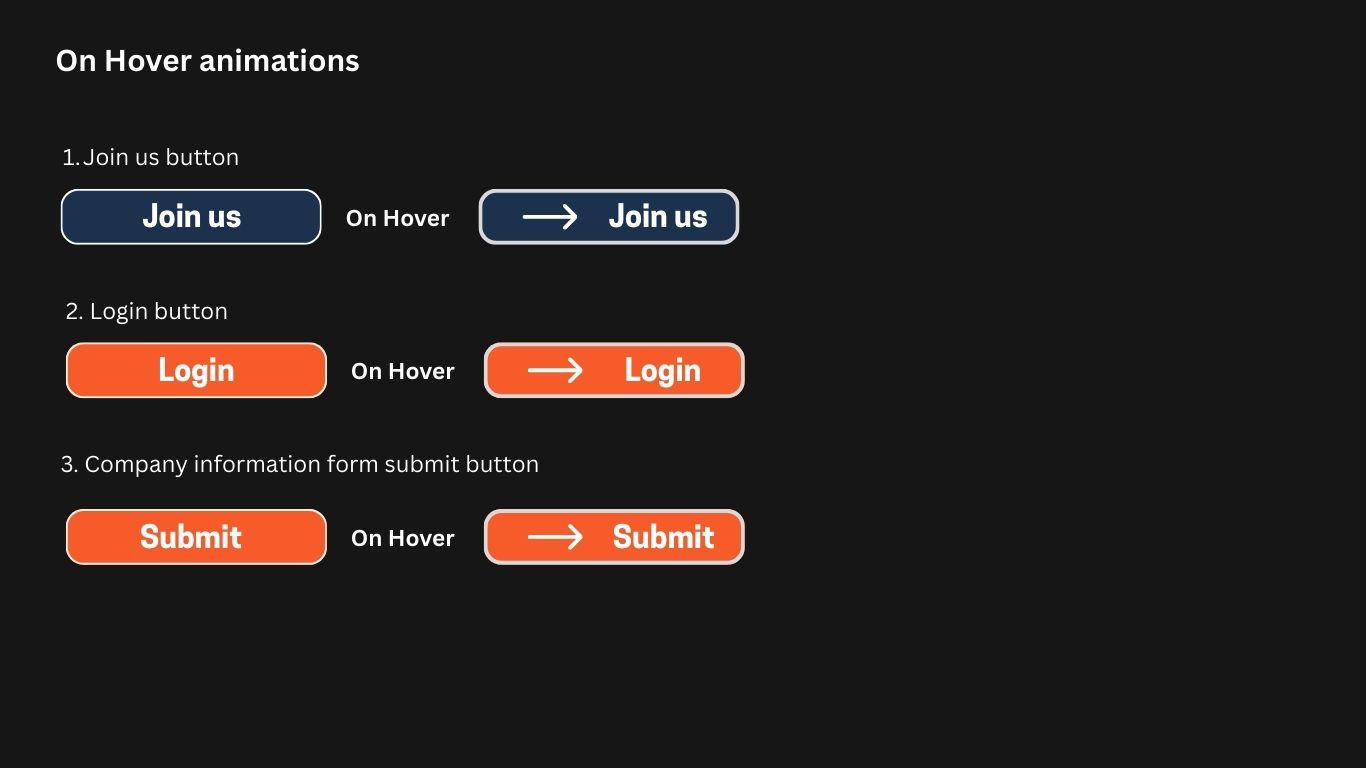 On Hover animations
1. Join us button
Join us On Hover Join us
2. Login button
Login On Hover Login
3. Company information form submit button
Submit On Hover Submit